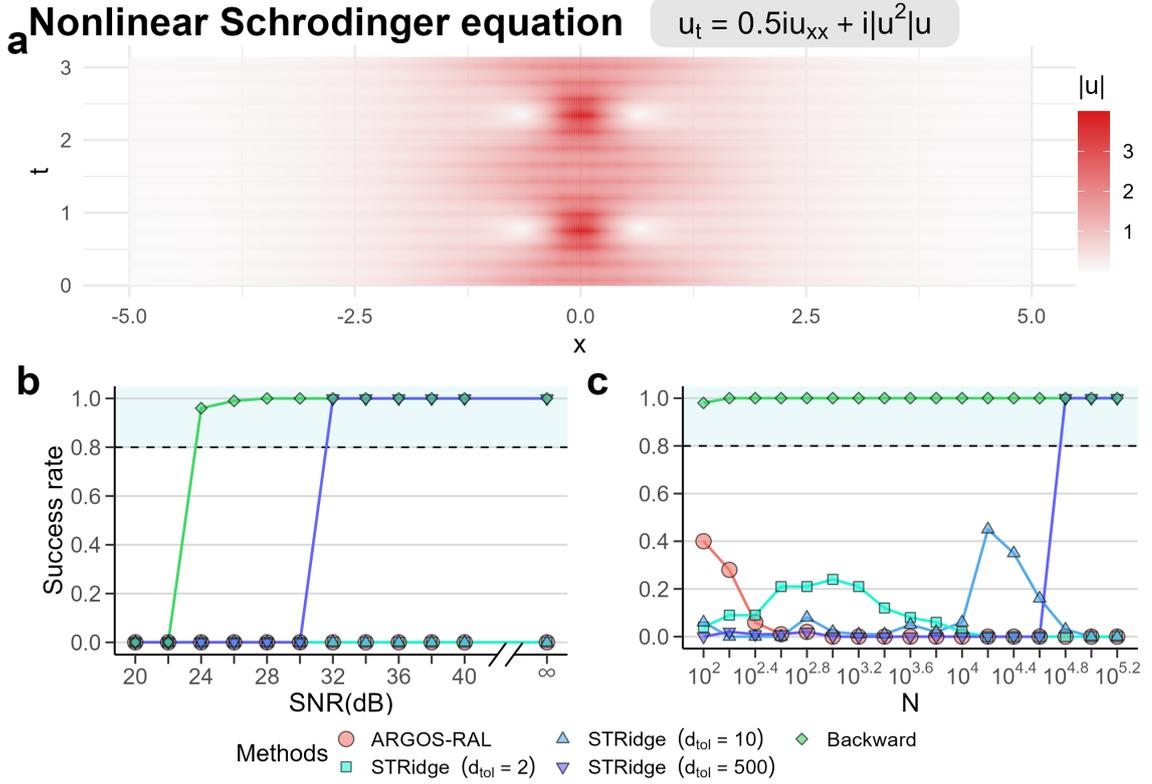 Nonlinear Schrodinger equation
u_t = 0.5iu_xx + i|u^2|u
a
3
2
1
0
t
-5.0
-2.5
0.0
2.5
5.0
x
|u|
3
2
1
b
1.0
0.8
0.6
0.4
0.2
0.0
Success rate
20
24
28
32
36
40
∞
SNR(dB)
c
1.0
0.8
0.6
0.4
0.2
0.0
10^2
10^2.4
10^2.8
10^3.2
10^3.6
10^4
10^4.4
10^4.8
10^5.2
N
Methods
ARGOS-RAL
STRidge (d_tol = 2)
STRidge (d_tol = 10)
STRidge (d_tol = 500)
Backward